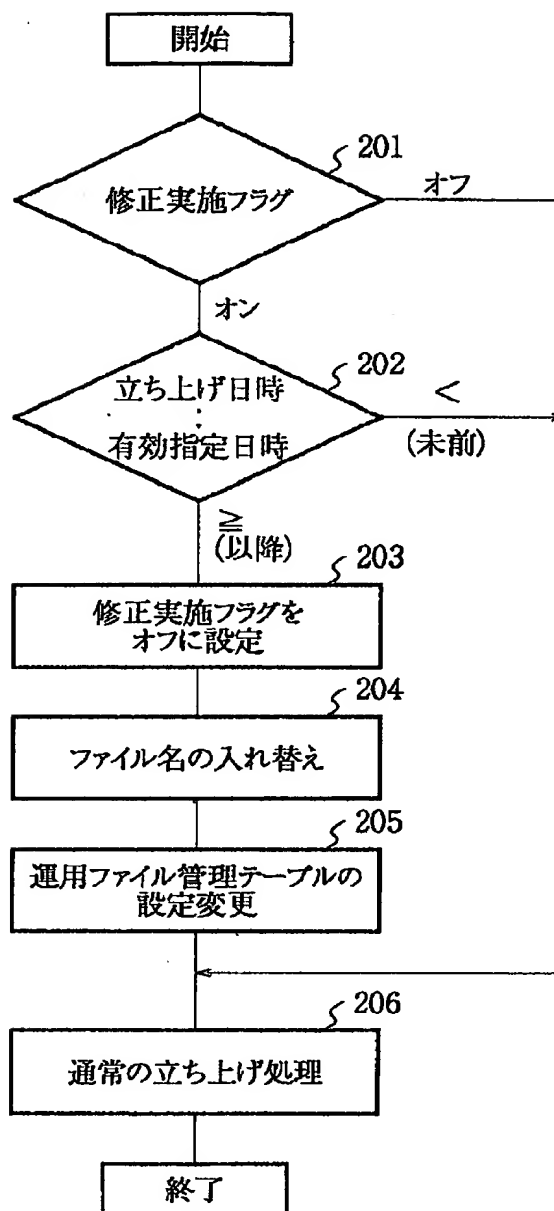 開始
201
修正実施フラグ
オフ
オン
202
立ち上げ日時
:
有効指定日時
<
(未前)
≧
(以降)
203
修正実施フラグを
オフに設定
204
ファイル名の入れ替え
205
運用ファイル管理テーブルの
設定変更
206
通常の立ち上げ処理
終了